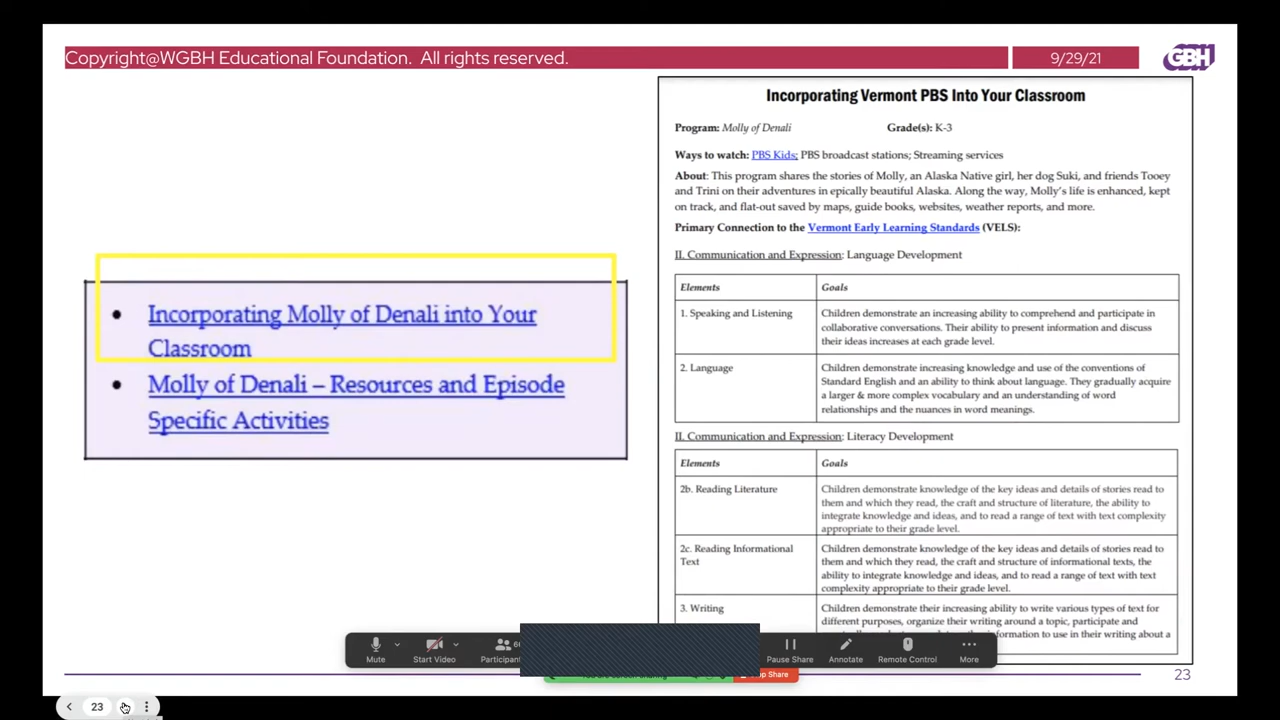 Copyright@WGBH Educational Foundation.  All rights reserved.
9/29/21
GBH
Incorporating Molly of Denali into Your
Classroom
Molly of Denali – Resources and Episode
Specific Activities
Incorporating Vermont PBS Into Your Classroom
Program: Molly of Denali
Grade(s): K-3
Ways to watch: PBS Kids; PBS broadcast stations; Streaming services
About: This program shares the stories of Molly, an Alaska Native girl, her dog Suki, and friends Tooey
and Trini on their adventures in epically beautiful Alaska. Along the way, Molly's life is enhanced, kept
on track, and flat-out saved by maps, guide books, websites, weather reports, and more.
Primary Connection to the Vermont Early Learning Standards (VELS):
II. Communication and Expression: Language Development
Elements
Goals
1. Speaking and Listening
Children demonstrate an increasing ability to comprehend and participate in
collaborative conversations. Their ability to present information and discuss
their ideas increases at each grade level.
2. Language
Children demonstrate increasing knowledge and use of the conventions of
Standard English and an ability to think about language. They gradually acquire
a larger & more complex vocabulary and an understanding of word
relationships and the nuances in word meanings.
II. Communication and Expression: Literacy Development
Elements
Goals
2b. Reading Literature
Children demonstrate knowledge of the key ideas and details of stories read to
them and which they read, the craft and structure of literature, the ability to
integrate knowledge and ideas, and to read a range of text with text complexity
appropriate to their grade level.
2c. Reading Informational
Text
Children demonstrate knowledge of the key ideas and details of stories read to
them and which they read, the craft and structure of informational texts, the
ability to integrate knowledge and ideas, and to read a range of text with text
complexity appropriate to their grade level.
3. Writing
Children demonstrate their increasing ability to write various types of text for
different purposes, organize their writing around a topic, participate and
information to use in their writing about a
Mute
Start Video
Pause Share
Annotate
Remote Control
More
Share
23
23